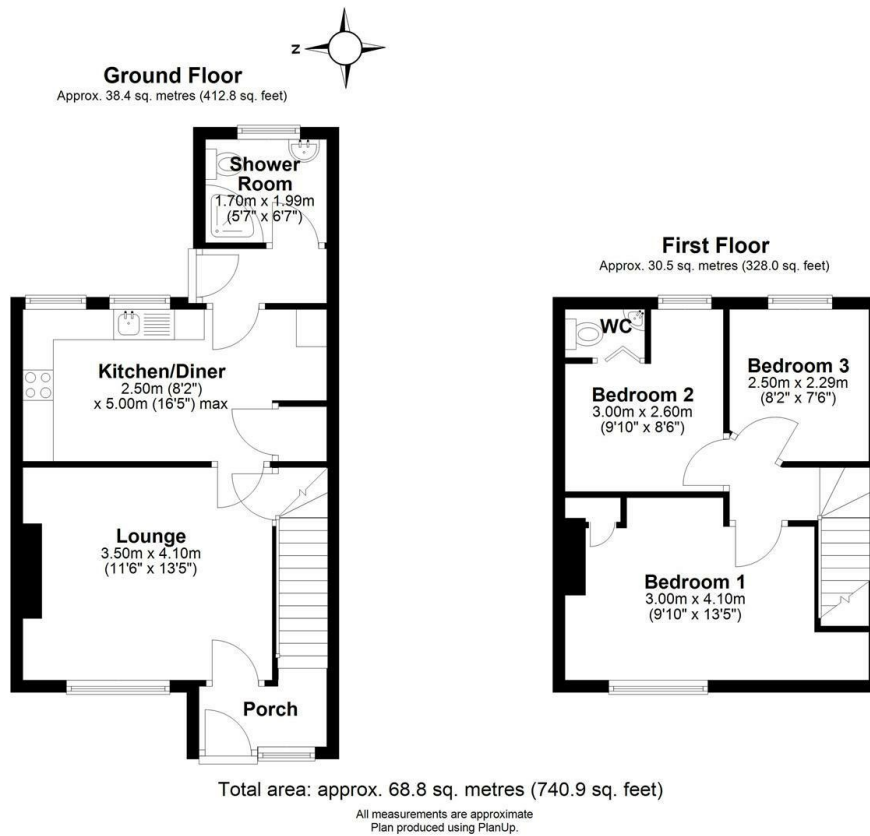 Z
Ground Floor
Approx. 38.4 sq. metres (412.8 sq. feet)
Shower
Room
1.70m x 1.99m
(5'7" x 6'7")
Kitchen/Diner
2.50m (8'2")
x 5.00m (16'5") max
Lounge
3.50m x 4.10m
(11'6" x 13'5")
Porch
First Floor
Approx. 30.5 sq. metres (328.0 sq. feet)
WC
Bedroom 2
3.00m x 2.60m
(9'10" x 8'6")
Bedroom 3
2.50m x 2.29m
(8'2" x 7'6")
Bedroom 1
3.00m x 4.10m
(9'10" x 13'5")
Total area: approx. 68.8 sq. metres (740.9 sq. feet)
All measurements are approximate
Plan produced using PlanUp.